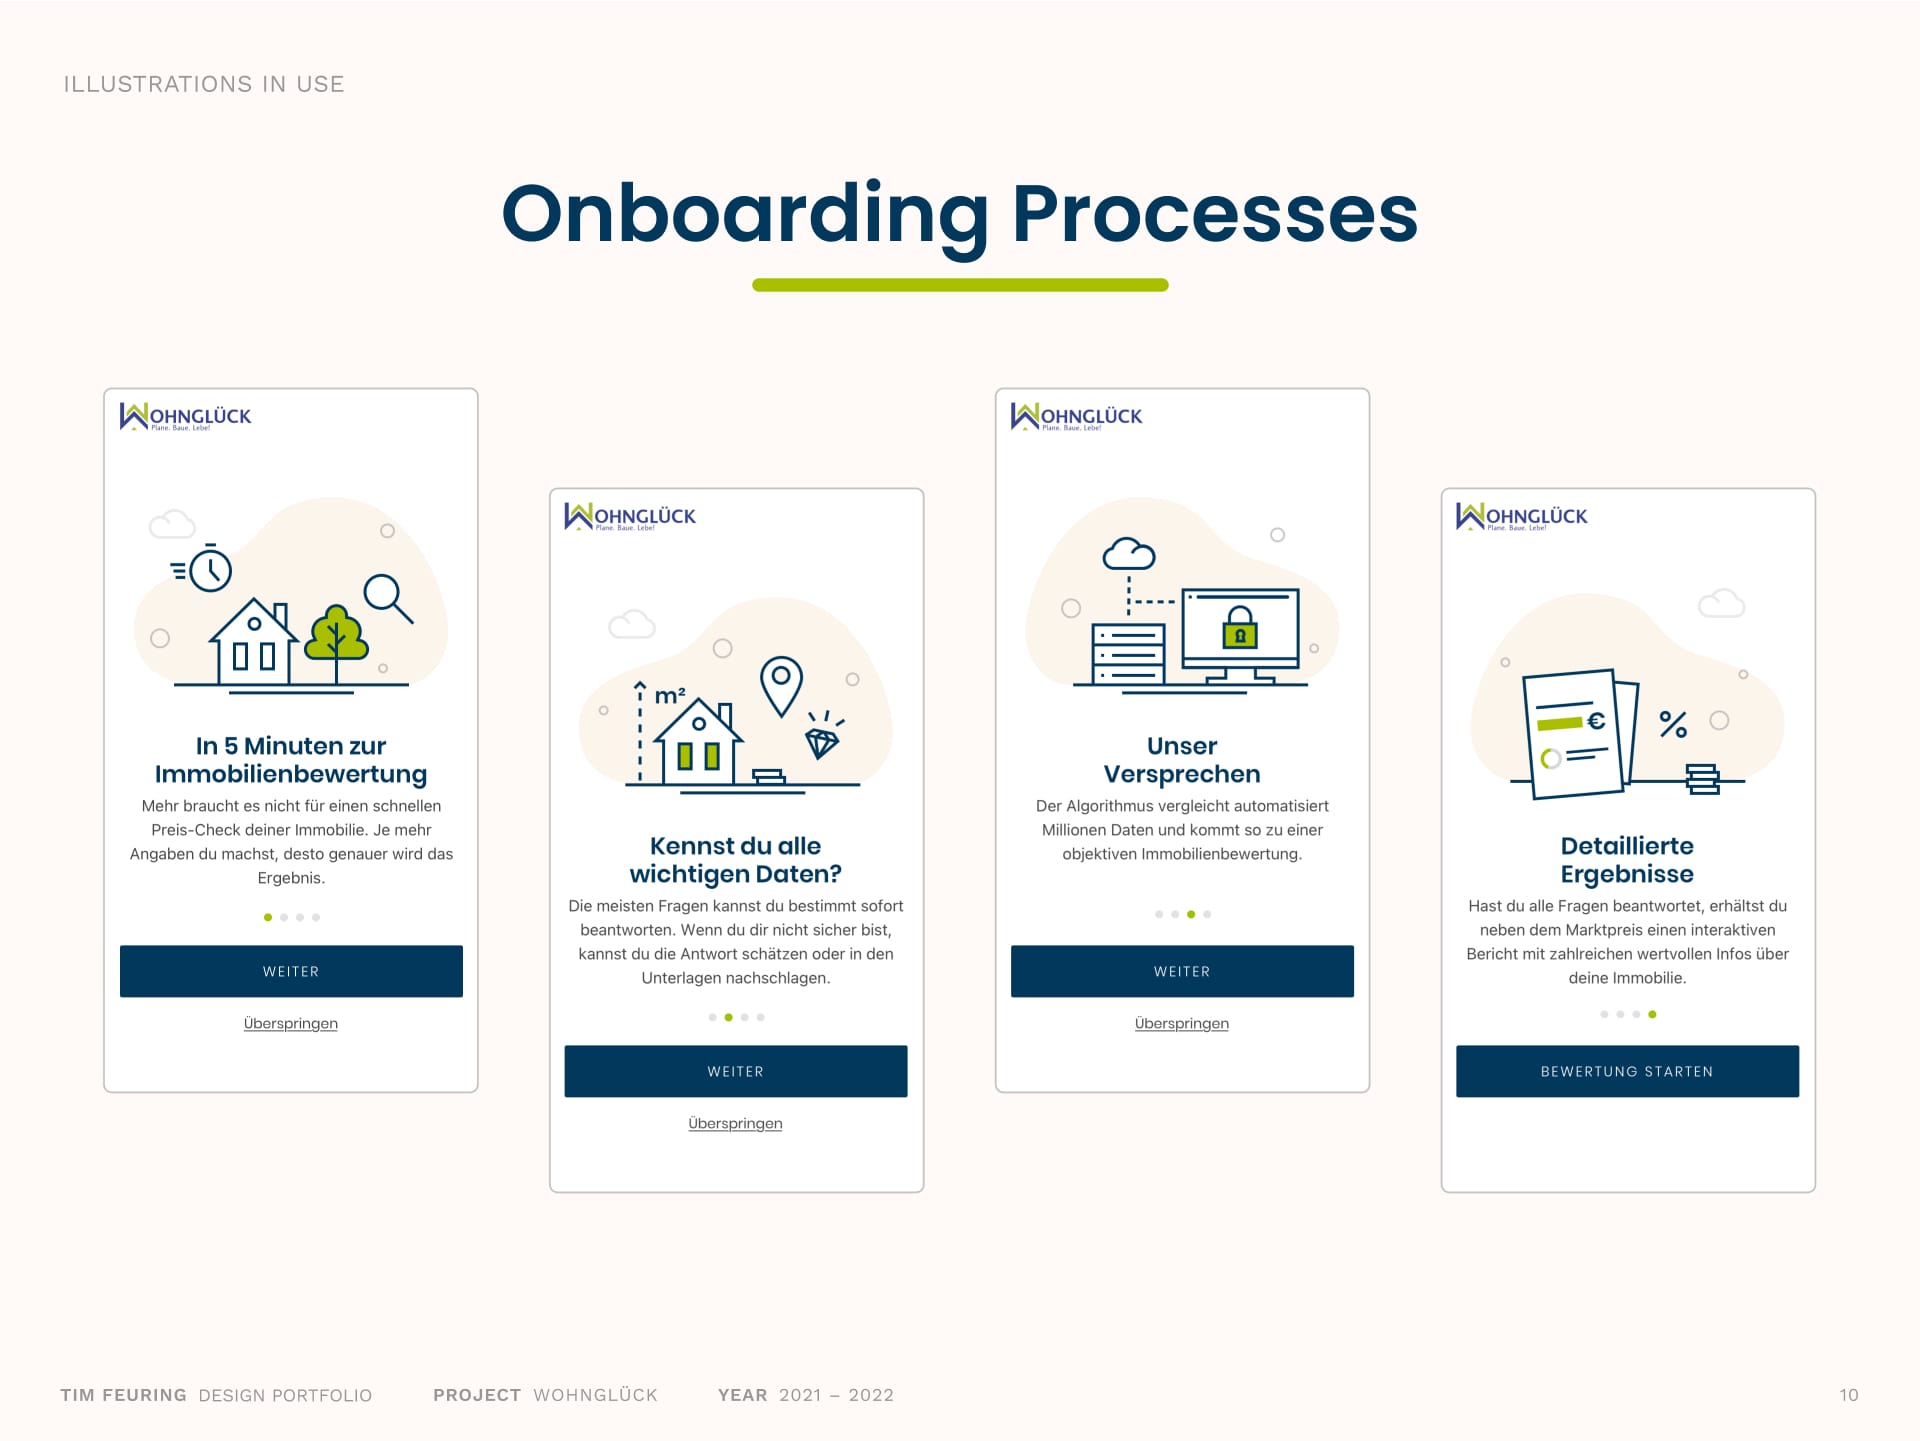 ILLUSTRATIONS IN USE
Onboarding Processes
WOHNGLÜCK
Plane. Baue. Lebe!
In 5 Minuten zur
Immobilienbewertung
Mehr braucht es nicht für einen schnellen
Preis-Check deiner Immobilie. Je mehr
Angaben du machst, desto genauer wird das
Ergebnis.
WEITER
Überspringen
WOHNGLÜCK
Plane. Baue. Lebe!
m²
Kennst du alle
wichtigen Daten?
Die meisten Fragen kannst du bestimmt sofort
beantworten. Wenn du dir nicht sicher bist,
kannst du die Antwort schätzen oder in den
Unterlagen nachschlagen.
WEITER
Überspringen
WOHNGLÜCK
Plane. Baue. Lebe!
Unser
Versprechen
Der Algorithmus vergleicht automatisiert
Millionen Daten und kommt so zu einer
objektiven Immobilienbewertung.
WEITER
Überspringen
WOHNGLÜCK
Plane. Baue. Lebe!
€
%
Detaillierte
Ergebnisse
Hast du alle Fragen beantwortet, erhältst du
neben dem Marktpreis einen interaktiven
Bericht mit zahlreichen wertvollen Infos über
deine Immobilie.
BEWERTUNG STARTEN
TIM FEURING DESIGN PORTFOLIO PROJECT WOHNGLÜCK YEAR 2021 – 2022 10